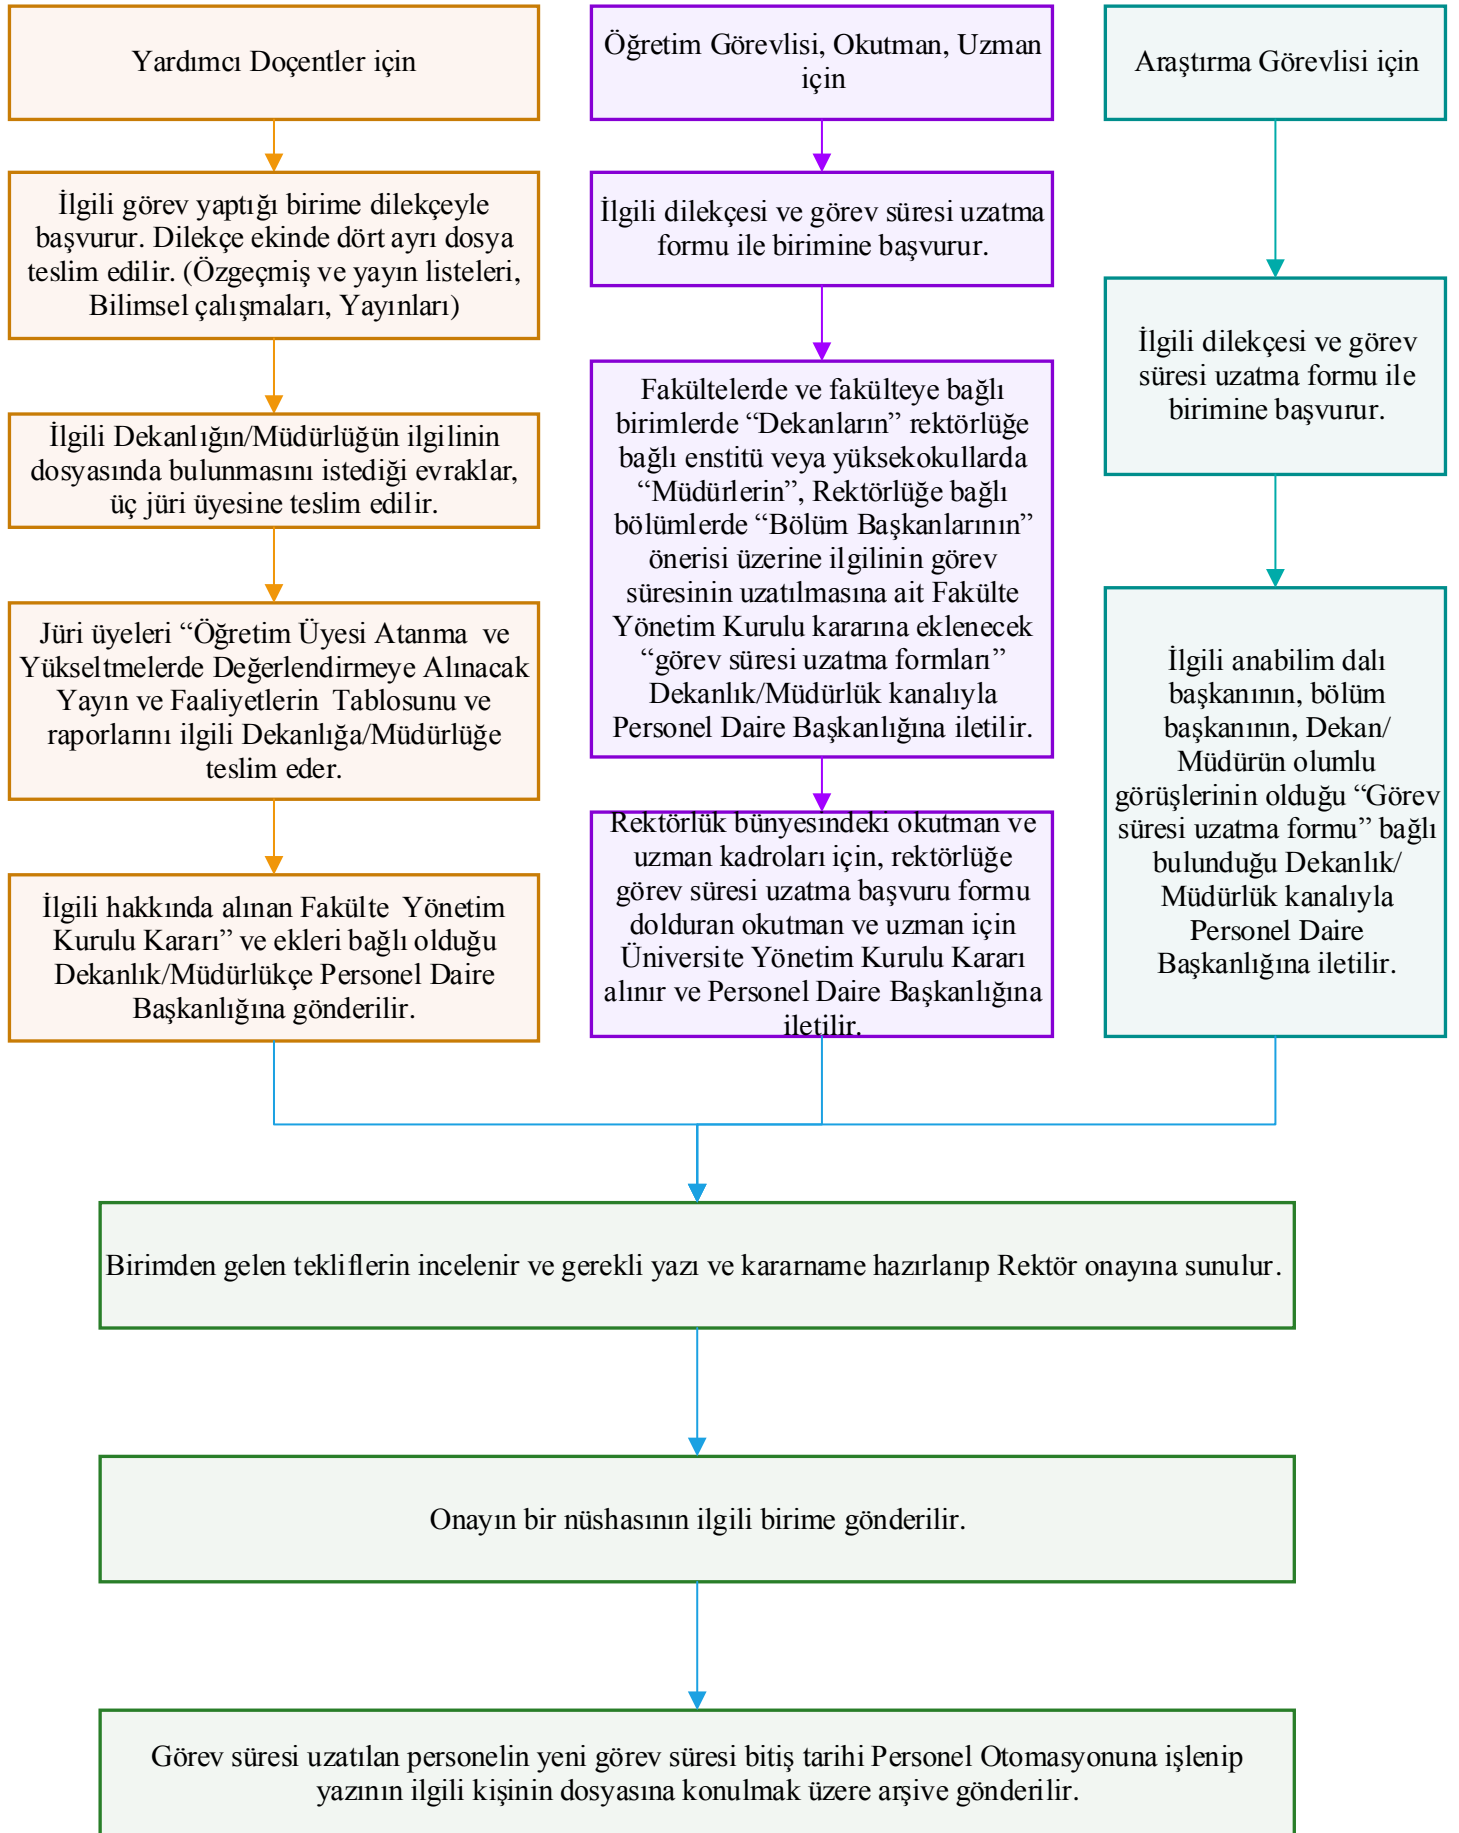 Yardımcı Doçentler için
İlgili görev yaptığı birime dilekçeyle
başvurur. Dilekçe ekinde dört ayrı dosya
teslim edilir. (Özgeçmiş ve yayın listeleri,
Bilimsel çalışmaları, Yayınları)
İlgili Dekanlığın/Müdürlüğün ilgilinin
dosyasında bulunmasını istediği evraklar,
üç jüri üyesine teslim edilir.
Jüri üyeleri “Öğretim Üyesi Atanma ve
Yükseltmelerde Değerlendirmeye Alınacak
Yayın ve Faaliyetlerin Tablosunu ve
raporlarını ilgili Dekanlığa/Müdürlüğe
teslim eder.
İlgili hakkında alınan Fakülte Yönetim
Kurulu Kararı” ve ekleri bağlı olduğu
Dekanlık/Müdürlükçe Personel Daire
Başkanlığına gönderilir.
Öğretim Görevlisi, Okutman, Uzman
için
İlgili dilekçesi ve görev süresi uzatma
formu ile birimine başvurur.
Fakültelerde ve fakülteye bağlı
birimlerde “Dekanların” rektörlüğe
bağlı enstitü veya yüksekokullarda
“Müdürlerin”, Rektörlüğe bağlı
bölümlerde “Bölüm Başkanlarının”
önerisi üzerine ilgilinin görev
süresinin uzatılmasına ait Fakülte
Yönetim Kurulu kararına eklenecek
“görev süresi uzatma formları”
Dekanlık/Müdürlük kanalıyla
Personel Daire Başkanlığına iletilir.
Rektörlük bünyesindeki okutman ve
uzman kadroları için, rektörlüğe
görev süresi uzatma başvuru formu
dolduran okutman ve uzman için
Üniversite Yönetim Kurulu Kararı
alınır ve Personel Daire Başkanlığına
iletilir.
Araştırma Görevlisi için
İlgili dilekçesi ve görev
süresi uzatma formu ile
birimine başvurur.
İlgili anabilim dalı
başkanının, bölüm
başkanının, Dekan/
Müdürün olumlu
görüşlerinin olduğu “Görev
süresi uzatma formu” bağlı
bulunduğu Dekanlık/
Müdürlük kanalıyla
Personel Daire
Başkanlığına iletilir.
Birimden gelen tekliflerin incelenir ve gerekli yazı ve kararname hazırlanıp Rektör onayına sunulur.
Onayın bir nüshasının ilgili birime gönderilir.
Görev süresi uzatılan personelin yeni görev süresi bitiş tarihi Personel Otomasyonuna işlenip
yazının ilgili kişinin dosyasına konulmak üzere arşive gönderilir.